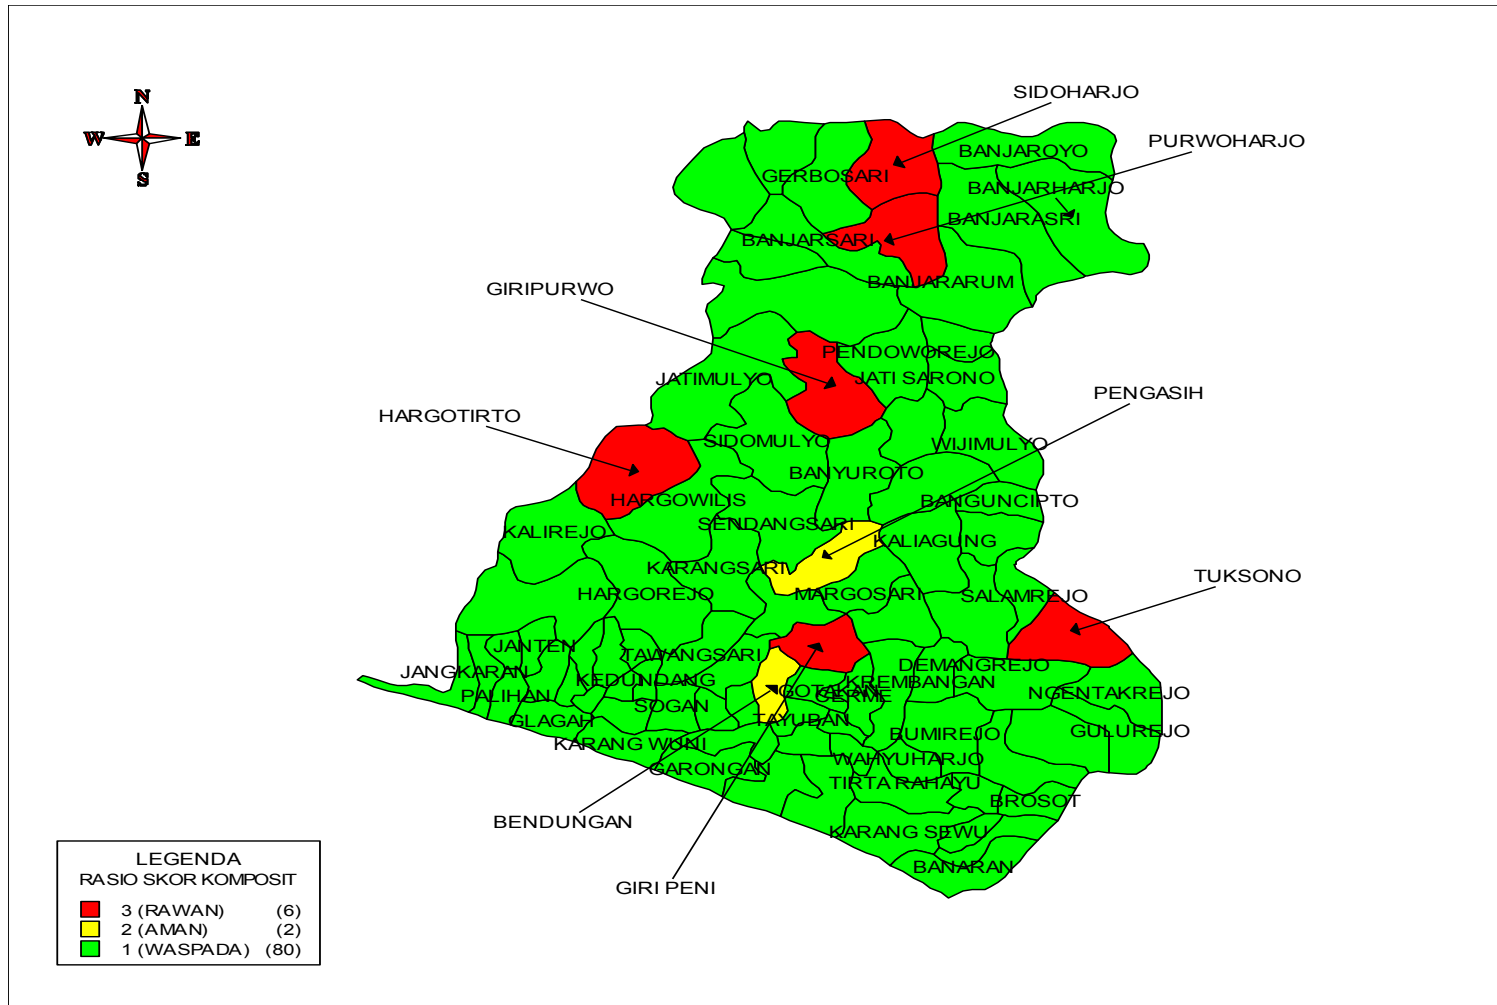 N
W E
S
SIDOHARJO
PURWOHARJO
BANJAROYO
GERBOSARI
BANJARHARJO
BANJARASRI
BANJARSARI
BANJARARUM
GIRIPURWO
PENDOWOREJO
JATIMULYO
JATI SARONO
PENGASIH
HARGOTIRTO
SIDOMULYO
WIJIMULYO
BANYUROTO
HARGOWILIS
BANGUNCIPTO
SENDANGSARI
KALIREJO
KALIAGUNG
KARANGSARI
TUKSONO
HARGOREJO
MARGOSARI
SALAMREJO
JANTEN
TAWANGSARI
DEMANGREJO
JANGKARAN
KEDUNDANG
KREMBANGAN
PALIHAN
GOTAKAN
CERME
NGENTAKREJO
SOGAN
GLAGAH
TAYUBAN
BUMIREJO
GULUREJO
KARANG WUNI
WAHYUHARJO
GARONGAN
TIRTA RAHAYU
BROSOT
BENDUNGAN
KARANG SEWU
BANARAN
GIRI PENI
LEGENDA
RASIO SKOR KOMPOSIT
3 (RAWAN) (6)
2 (AMAN) (2)
1 (WASPADA) (80)